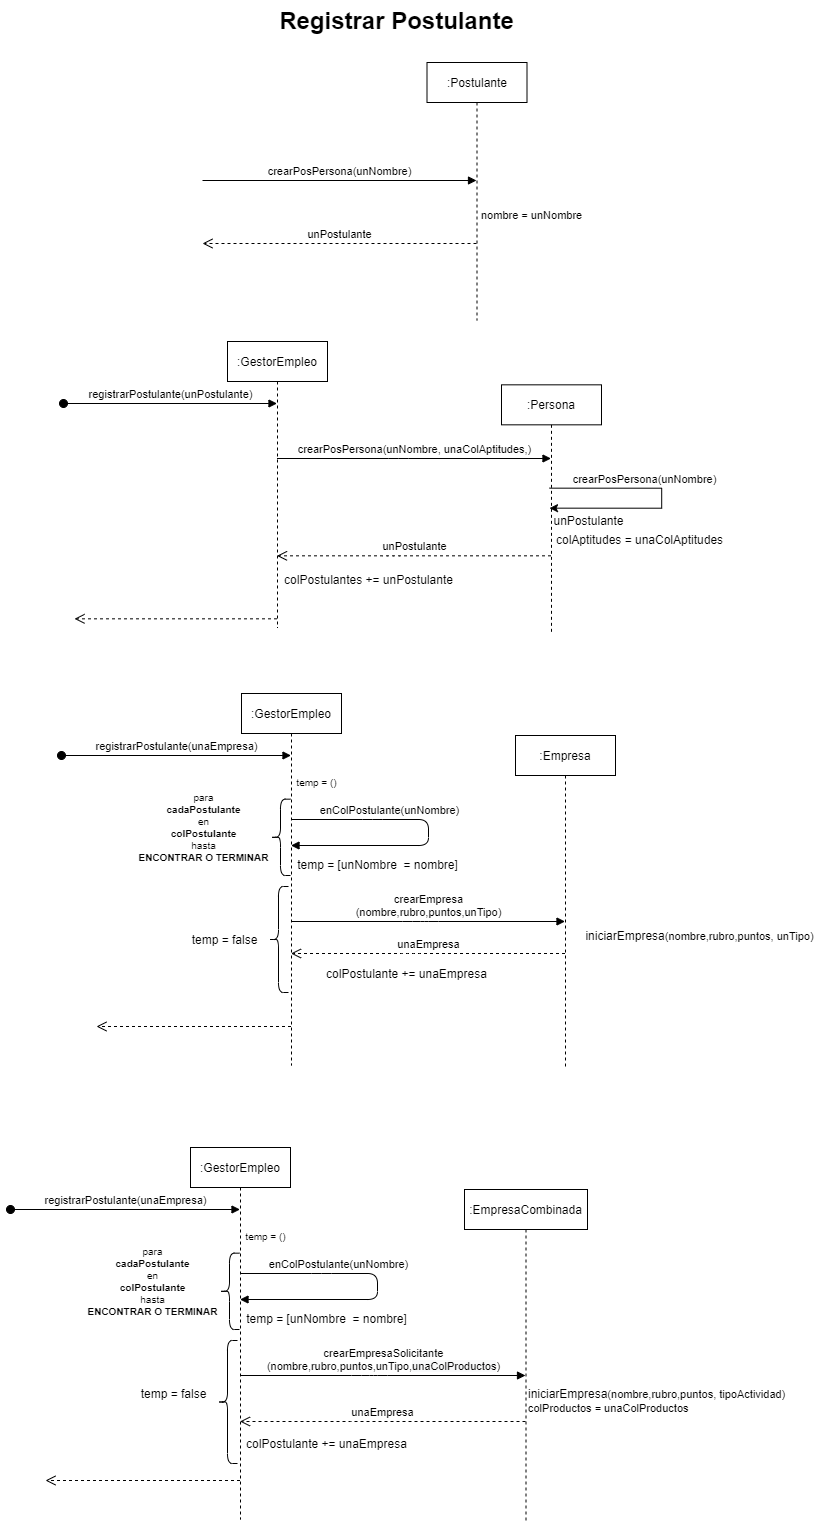 Registrar Postulante
:Postulante
crearPosPersona(unNombre)
nombre = unNombre
unPostulante
:GestorEmpleo
registrarPostulante(unPostulante)
:Persona
crearPosPersona(unNombre, unaColAptitudes,)
crearPosPersona(unNombre)
unPostulante
colAptitudes = unaColAptitudes
unPostulante
colPostulantes += unPostulante
:GestorEmpleo
registrarPostulante(unaEmpresa)
:Empresa
temp = ()
para
cadaPostulante
en
colPostulante
hasta
ENCONTRAR O TERMINAR
enColPostulante(unNombre)
temp = [unNombre = nombre]
crearEmpresa
(nombre,rubro,puntos,unTipo)
temp = false
iniciarEmpresa(nombre,rubro,puntos, unTipo)
unaEmpresa
colPostulante += unaEmpresa
:GestorEmpleo
registrarPostulante(unaEmpresa)
:EmpresaCombinada
temp = ()
para
cadaPostulante
en
colPostulante
hasta
ENCONTRAR O TERMINAR
enColPostulante(unNombre)
temp = [unNombre = nombre]
crearEmpresaSolicitante
(nombre,rubro,puntos,unTipo,unaColProductos)
temp = false
iniciarEmpresa(nombre,rubro,puntos, tipoActividad)
colProductos = unaColProductos
unaEmpresa
colPostulante += unaEmpresa